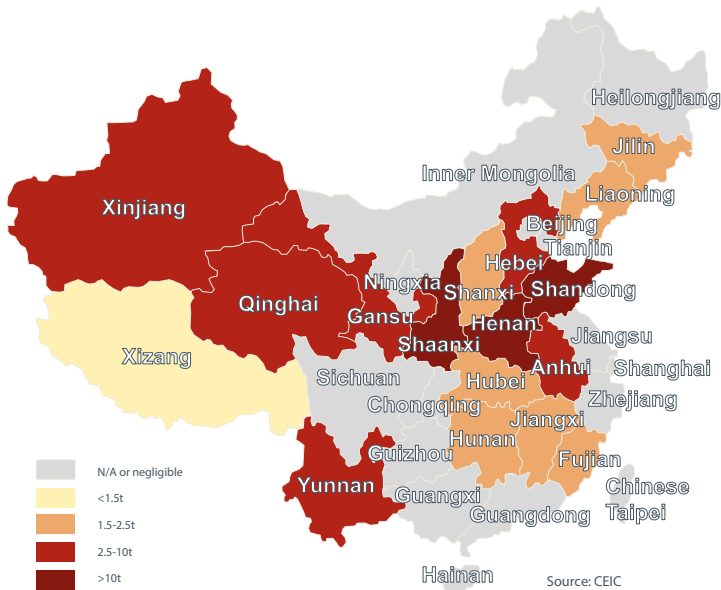 Heilongjiang
Jilin
Inner Mongolia
Liaoning
Xinjiang
Beijing
Tianjin
Hebei
Ningxia
Shanxi
Shandong
Qinghai
Gansu
Henan
Jiangsu
Shaanxi
Xizang
Anhui
Shanghai
Sichuan
Hubei
Zhejiang
Chongqing
Jiangxi
Hunan
Guizhou
Fujian
Yunnan
Guangxi
Chinese
Taipei
Guangdong
Hainan
N/A or negligible
<1.5t
1.5-2.5t
2.5-10t
>10t
Source: CEIC